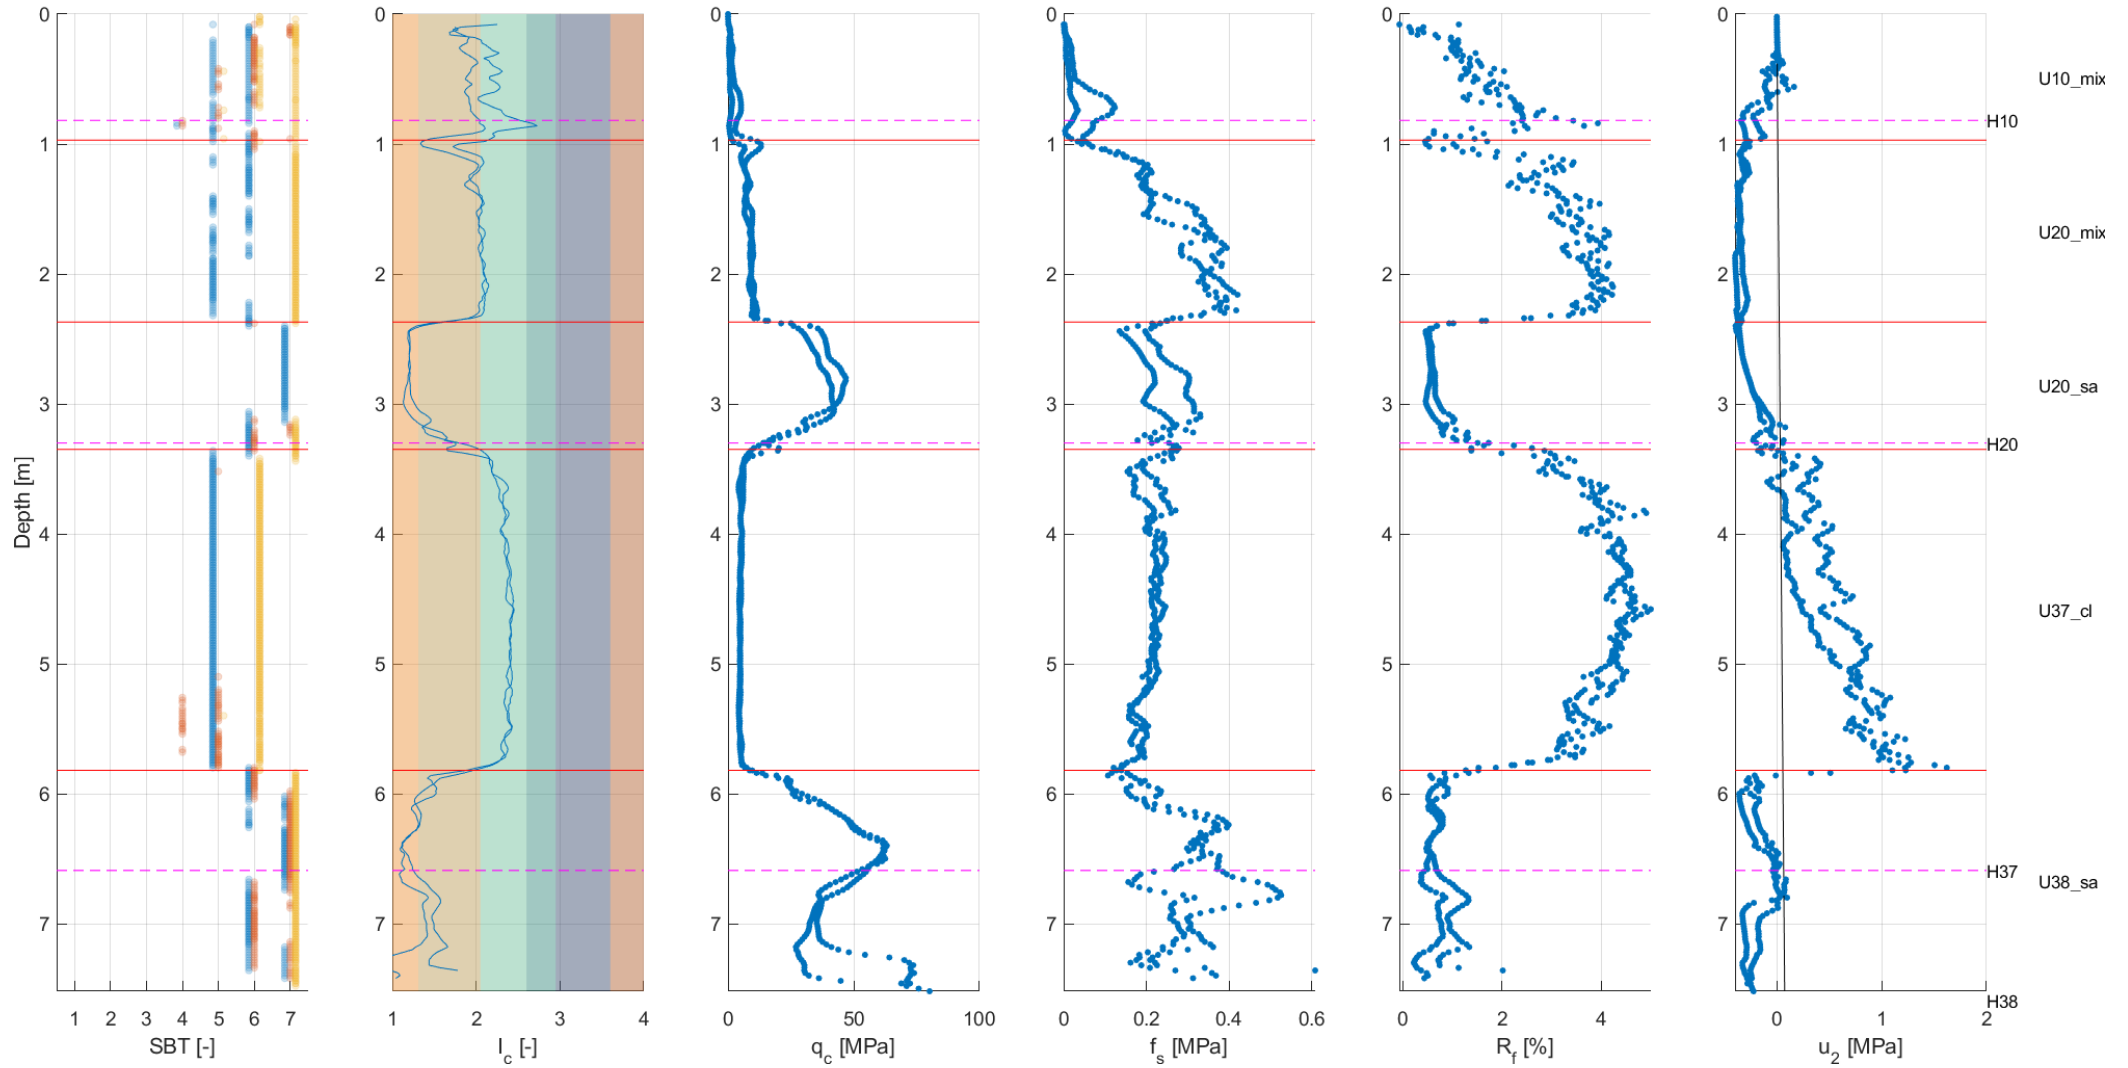 0 0 0 0 0 0
U10_mix
H10
1 1 1 1 1 1
U20_mix
2 2 2 2 2 2
U20_sa
3 3 3 3 3 3
H20
Depth [m]
4 4 4 4 4 4
U37_cl
5 5 5 5 5 5
6 6 6 6 6 6
H37
U38_sa
7 7 7 7 7 7
H38
1 2 3 4 5 6 7 1 2 3 4 0 50 100 0 0.2 0.4 0.6 0 2 4 0 1 2
SBT [-] I_c [-] q_c [MPa] f_s [MPa] R_f [%] u_2 [MPa]